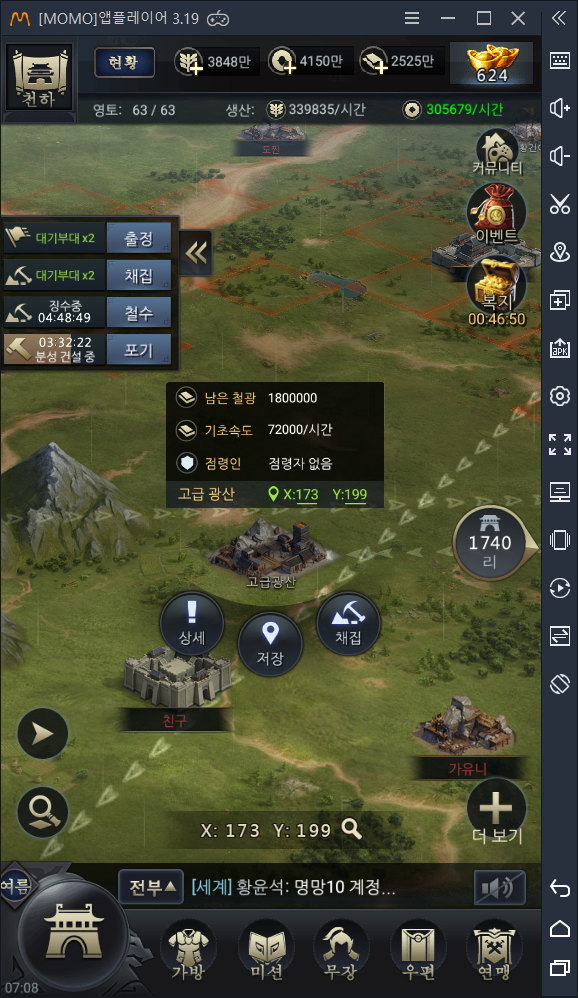 [MOMO]앱플레이어 3.19
천하
현황
3848만
4150만
2525만
624
영토: 63 / 63
생산:
339835/시간
305679/시간
도찐
커뮤니티
대기부대 x2
출정
이벤트
대기부대 x2
채집
징수중
04:48:49
철수
복지
00:46:50
03:32:22
분성 건설 중
포기
남은 철광 1800000
기초속도 72000/시간
점령인 점령자 없음
고급 광산 X:173 Y:199
1740
리
고급광산
상세
저장
채집
친구
가유니
X: 173 Y: 199
더 보기
여름
전부
[세계] 황윤석: 명망10 계정...
가방
미션
무장
우편
연맹
07:08
APK